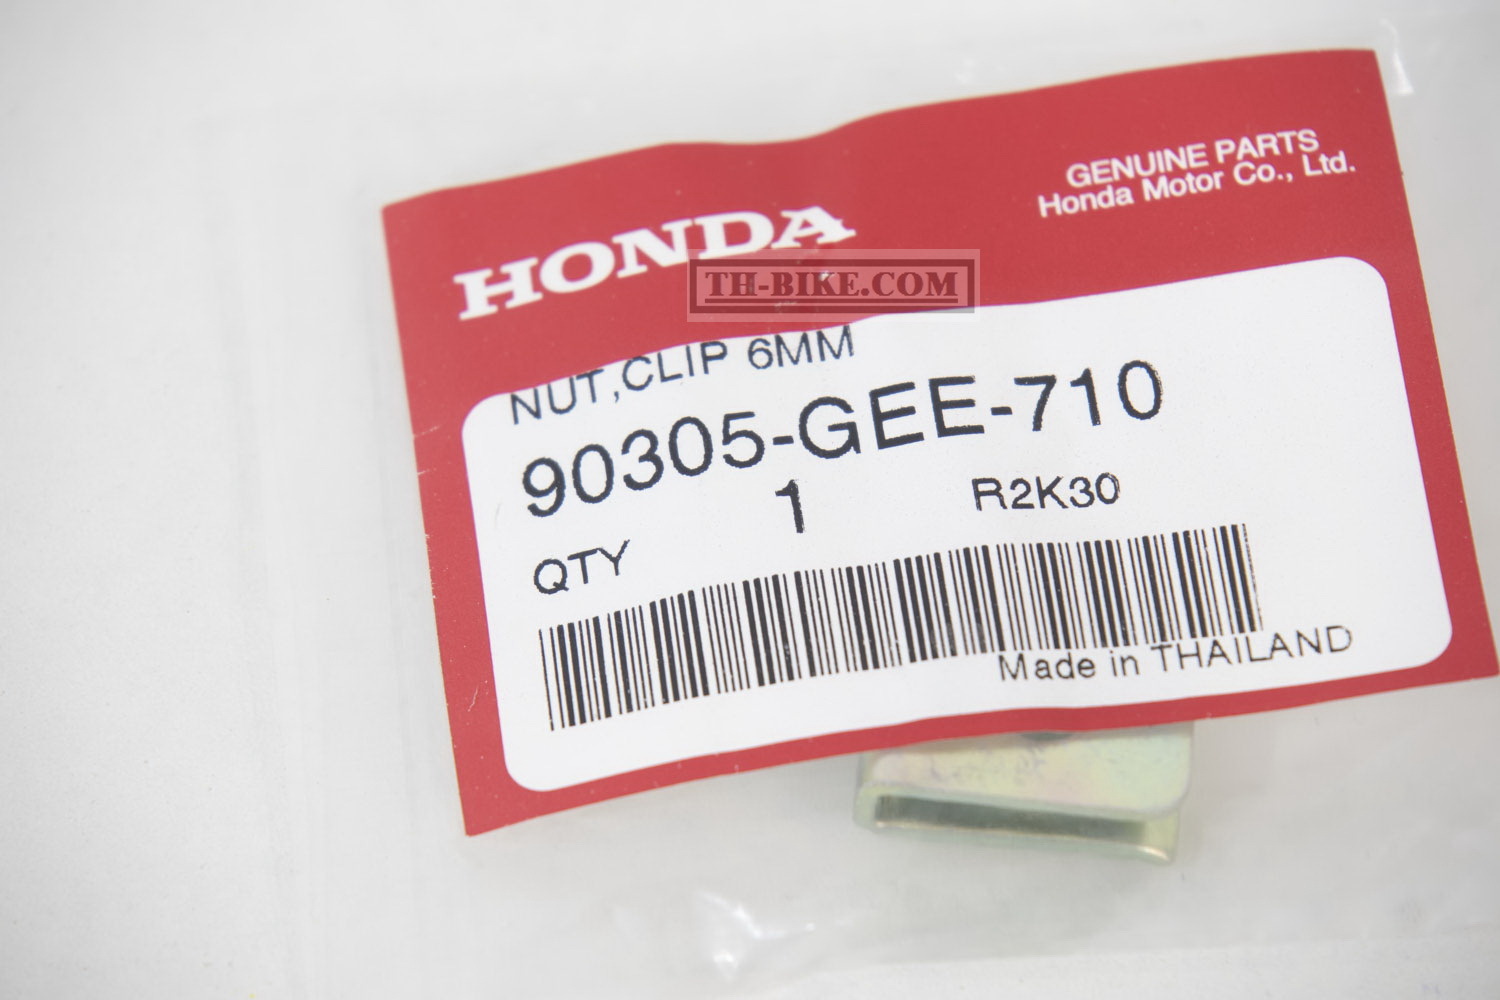 GENUINE PARTS
Honda Motor Co., Ltd.
HONDA
TH-BIKE.COM
NUT,CLIP 6MM
90305-GEE-710
1 R2K30
QTY
Made in THAILAND